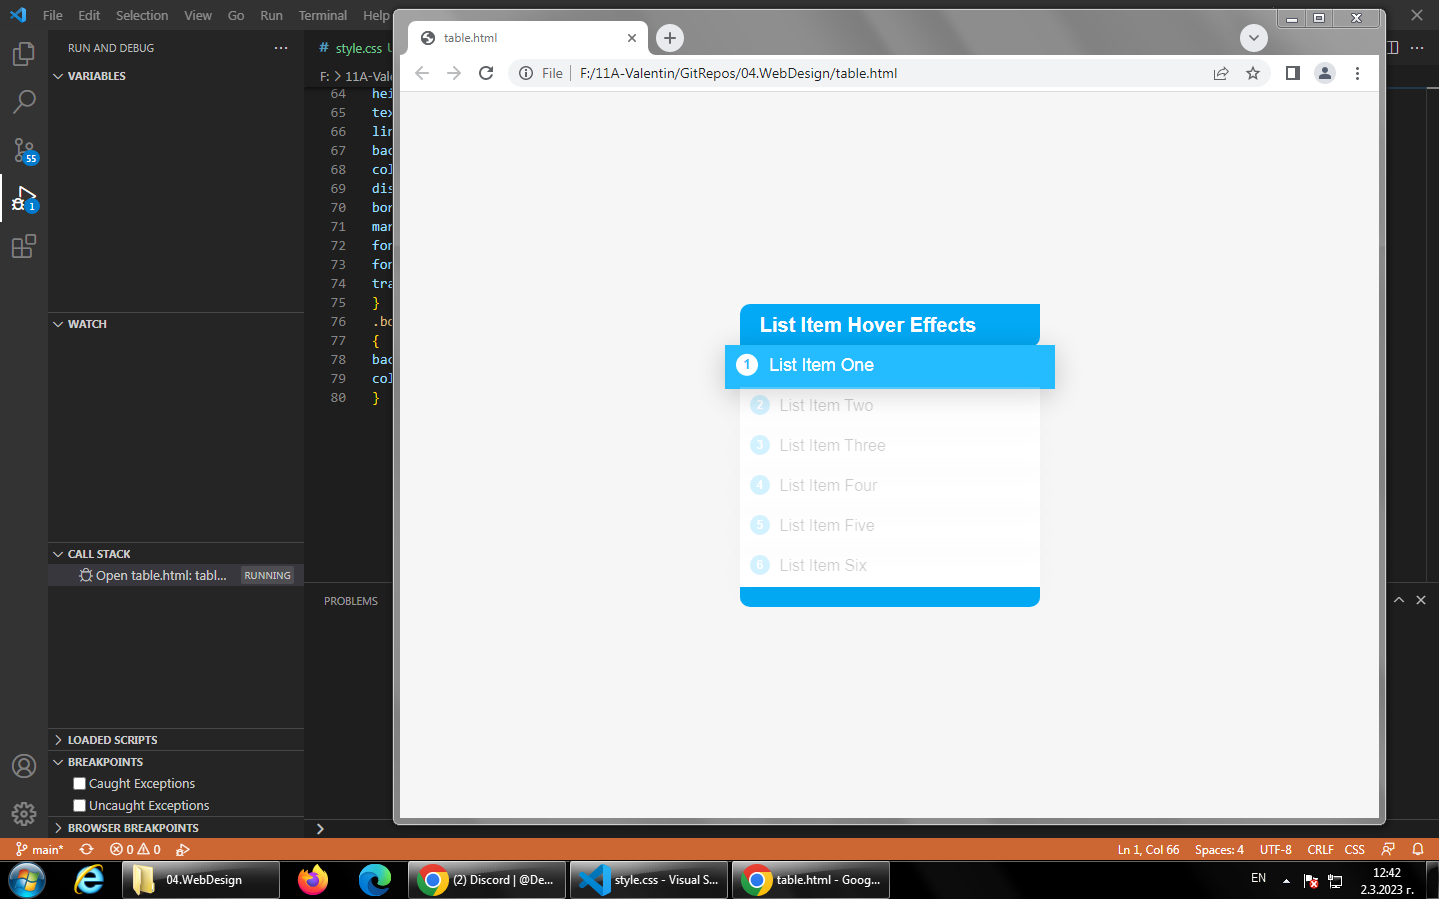 File Edit Selection View Go Run Terminal Help
RUN AND DEBUG
VARIABLES
WATCH
CALL STACK
Open table.html: tabl... RUNNING
LOADED SCRIPTS
BREAKPOINTS
Caught Exceptions
Uncaught Exceptions
BROWSER BREAKPOINTS
55
1
# style.css
F: > 11A-Vale
64 hei
65 tex
66 lin
67 bac
68 col
69 dis
70 bor
71 mar
72 fon
73 fon
74 tra
75 }
76 .bo
77 {
78 bac
79 col
80 }
PROBLEMS
table.html
File F:/11A-Valentin/GitRepos/04.WebDesign/table.html
List Item Hover Effects
1 List Item One
2 List Item Two
3 List Item Three
4 List Item Four
5 List Item Five
6 List Item Six
main* 0 0
Ln 1, Col 66 Spaces: 4 UTF-8 CRLF CSS
04.WebDesign
(2) Discord | @De...
style.css - Visual S...
table.html - Goog...
EN
12:42
2.3.2023 г.